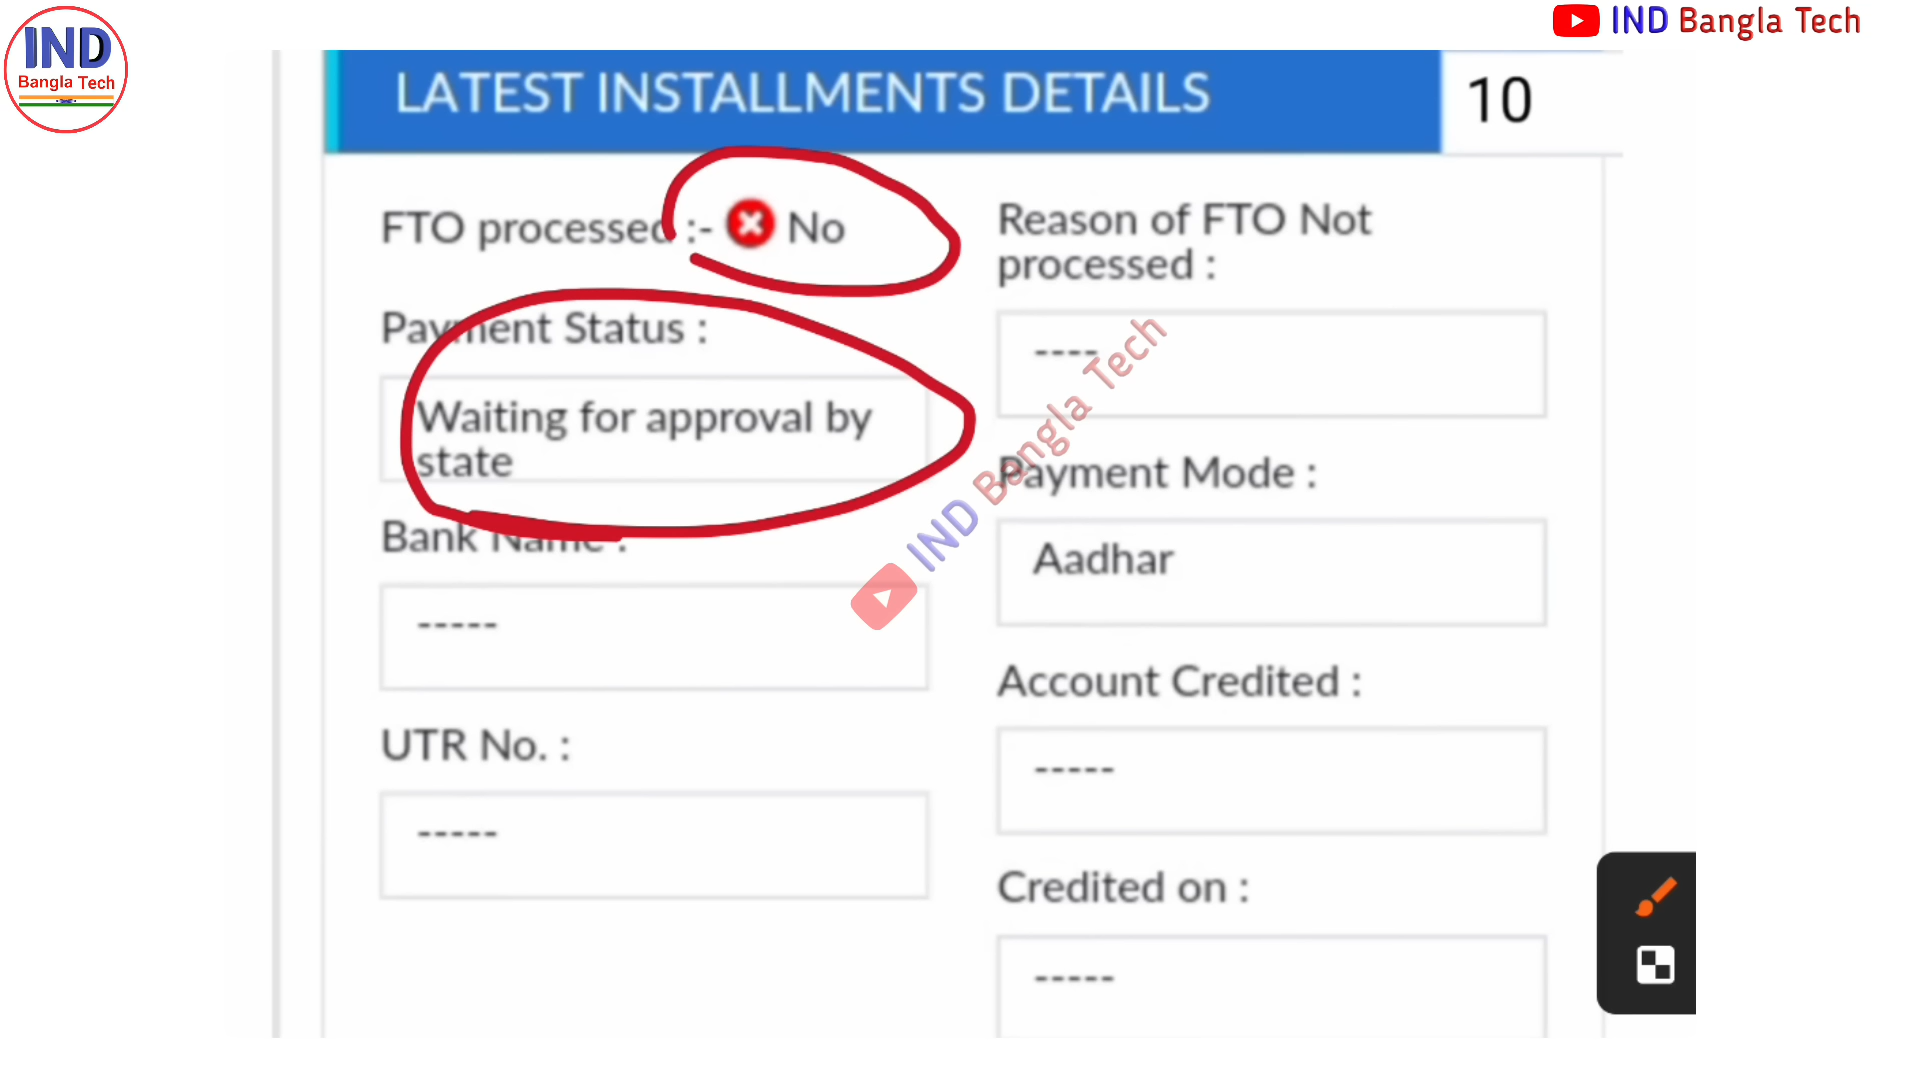 IND
Bangla Tech
IND Bangla Tech
LATEST INSTALLMENTS DETAILS
10
FTO processed :- No
Payment Status :
Waiting for approval by
state
Bank Name :
-----
UTR No. :
-----
Reason of FTO Not
processed :
----
Payment Mode :
Aadhar
Account Credited :
-----
Credited on :
-----
IND Bangla Tech